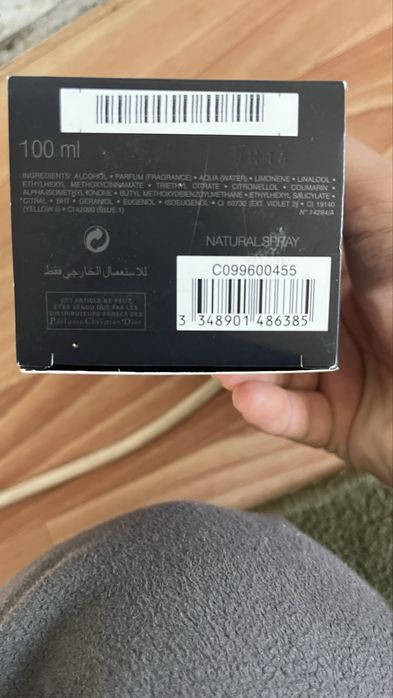 100 ml
INGREDIENTS: ALCOHOL • PARFUM (FRAGRANCE) • AQUA (WATER) • LIMONENE • LINALOOL •
ETHYLHEXYL METHOXYCINNAMATE • TRIETHYL CITRATE • CITRONELLOL • COUMARIN •
ALPHA-ISOMETHYL IONONE • BUTYL METHOXYDIBENZOYLMETHANE • ETHYLHEXYL SALICYLATE •
CITRAL • BHT • GERANIOL • EUGENOL • ISOEUGENOL • CI 60730 (EXT. VIOLET 2) • CI 19140
(YELLOW 5) • CI 42090 (BLUE 1)
N° 14284/A
NATURAL SPRAY
للاستعمال الخارجي فقط
C099600455
3 348901 486385
CET ARTICLE NE PEUT
ETRE VENDU QUE PAR LES
DISTRIBUTEURS AGREES DES
Parfums Christian Dior